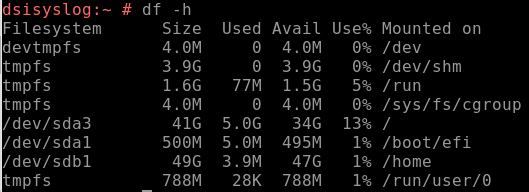 dsisyslog:~ # df -h
Filesystem      Size  Used Avail Use% Mounted on
devtmpfs        4.0M     0  4.0M   0% /dev
tmpfs           3.9G     0  3.9G   0% /dev/shm
tmpfs           1.6G   77M  1.5G   5% /run
tmpfs           4.0M     0  4.0M   0% /sys/fs/cgroup
/dev/sda3        41G  5.0G   34G  13% /
/dev/sda1       500M  5.0M  495M   1% /boot/efi
/dev/sdb1        49G  3.9M   47G   1% /home
tmpfs           788M   28K  788M   1% /run/user/0